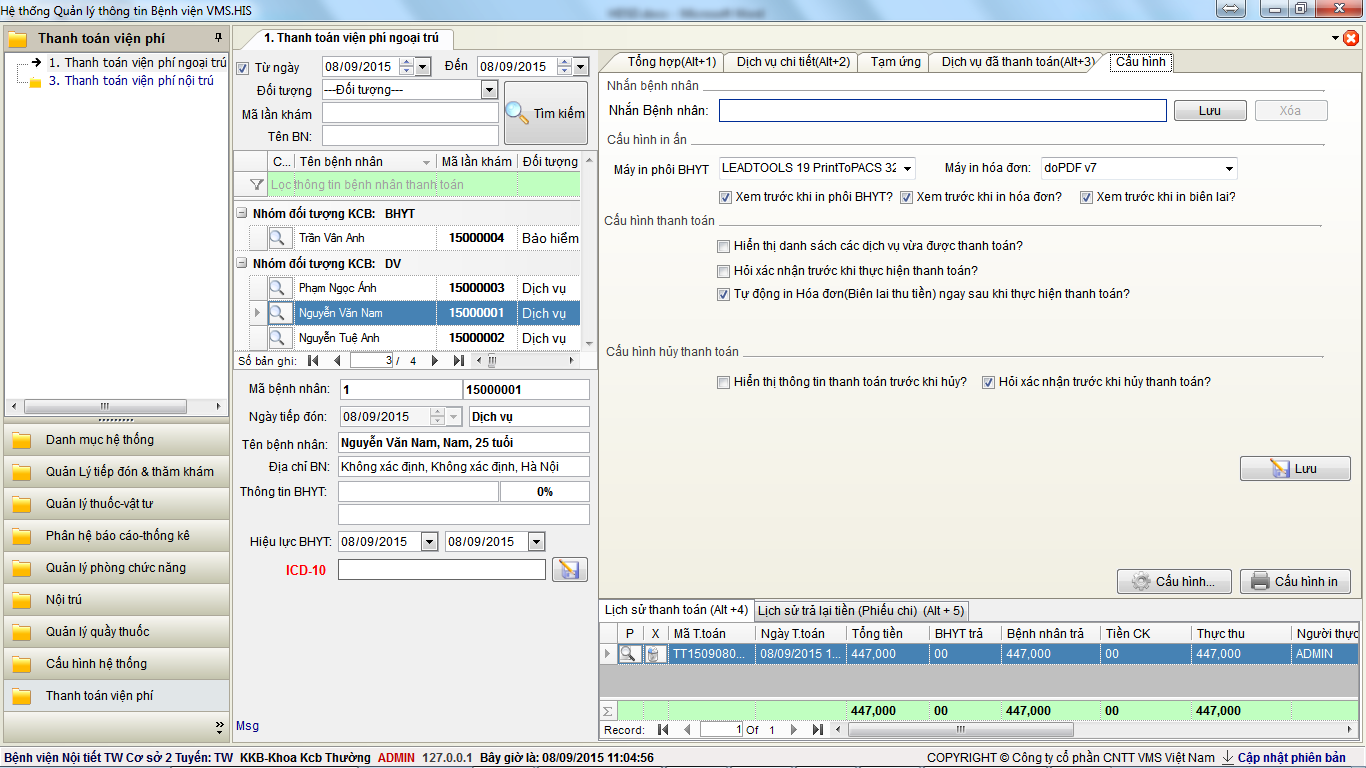 Hệ thống Quản lý thông tin Bệnh viện VMS.HIS
Thanh toán viện phí
1. Thanh toán viện phí ngoại trú
3. Thanh toán viện phí nội trú
Danh mục hệ thống
Quản Lý tiếp đón & thăm khám
Quản lý thuốc-vật tư
Phân hệ báo cáo-thống kê
Quản lý phòng chức năng
Nội trú
Quản lý quầy thuốc
Cấu hình hệ thống
Thanh toán viện phí
1. Thanh toán viện phí ngoại trú
Từ ngày 08/09/2015 Đến 08/09/2015
Đối tượng ---Đối tượng---
Mã lần khám
Tên BN:
Tìm kiếm
C... Tên bệnh nhân Mã lần khám Đối tượng
Lọc thông tin bệnh nhân thanh toán
Nhóm đối tượng KCB: BHYT
Trần Vân Anh 15000004 Bảo hiểm
Nhóm đối tượng KCB: DV
Phạm Ngọc Ánh 15000003 Dịch vụ
Nguyễn Văn Nam 15000001 Dịch vụ
Nguyễn Tuệ Anh 15000002 Dịch vụ
Số bản ghi: 3 / 4
Mã bệnh nhân: 1 15000001
Ngày tiếp đón: 08/09/2015 Dịch vụ
Tên bệnh nhân: Nguyễn Văn Nam, Nam, 25 tuổi
Địa chỉ BN: Không xác định, Không xác định, Hà Nội
Thông tin BHYT: 0%
Hiệu lực BHYT: 08/09/2015 08/09/2015
ICD-10
Msg
Tổng hợp(Alt+1) Dịch vụ chi tiết(Alt+2) Tạm ứng Dịch vụ đã thanh toán(Alt+3) Cấu hình
Nhắn bệnh nhân
Nhắn Bệnh nhân: Lưu Xóa
Cấu hình in ấn
Máy in phôi BHYT LEADTOOLS 19 PrintToPACS 32 Máy in hóa đơn: doPDF v7
Xem trước khi in phôi BHYT? Xem trước khi in hóa đơn? Xem trước khi in biên lai?
Cấu hình thanh toán
Hiển thị danh sách các dịch vụ vừa được thanh toán?
Hỏi xác nhận trước khi thực hiện thanh toán?
Tự động in Hóa đơn(Biên lai thu tiền) ngay sau khi thực hiện thanh toán?
Cấu hình hủy thanh toán
Hiển thị thông tin thanh toán trước khi hủy? Hỏi xác nhận trước khi hủy thanh toán?
Lưu
Cấu hình... Cấu hình in
Lịch sử thanh toán (Alt +4) Lịch sử trả lại tiền (Phiếu chi) (Alt + 5)
P X Mã T.toán Ngày T.toán Tổng tiền BHYT trả Bệnh nhân trả Tiền CK Thực thu Người thực
TT1509080... 08/09/2015 1... 447,000 00 447,000 00 447,000 ADMIN
Σ 447,000 00 447,000 00 447,000
Record: 1 Of 1
Bệnh viện Nội tiết TW Cơ sở 2 Tuyến: TW KKB-Khoa Kcb Thường ADMIN 127.0.0.1 Bây giờ là: 08/09/2015 11:04:56 COPYRIGHT © Công ty cổ phần CNTT VMS Việt Nam Cập nhật phiên bản